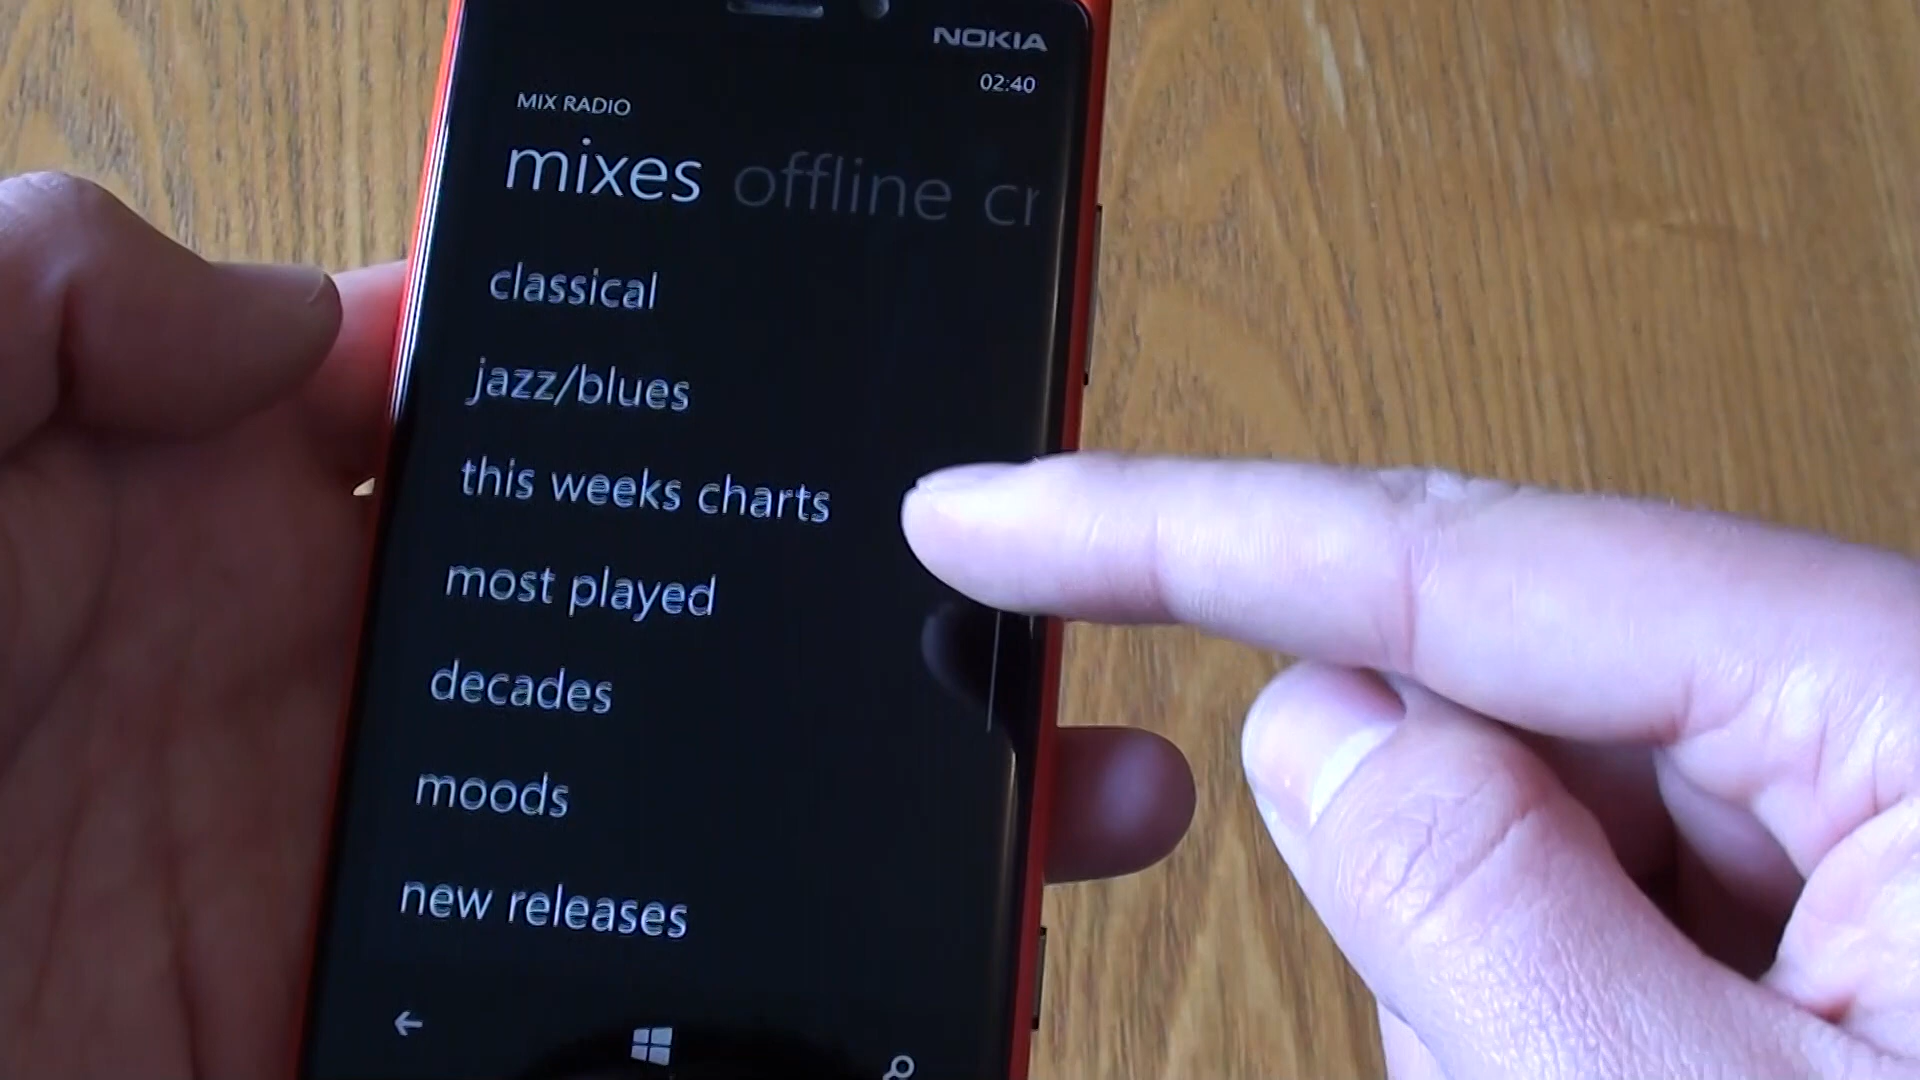 NOKIA
02:40
MIX RADIO
mixes offline cr
classical
jazz/blues
this weeks charts
most played
decades
moods
new releases